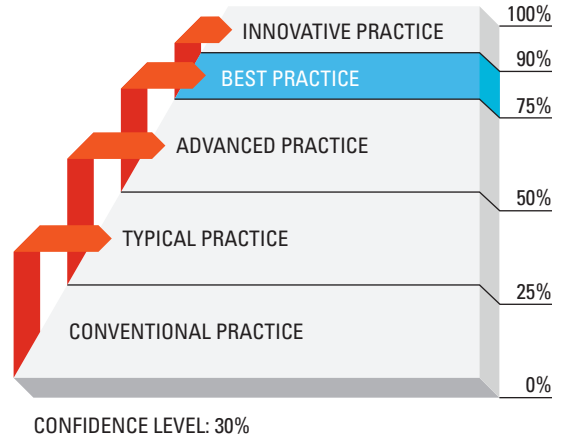 100%
INNOVATIVE PRACTICE
90%
BEST PRACTICE
75%
ADVANCED PRACTICE
50%
TYPICAL PRACTICE
25%
CONVENTIONAL PRACTICE
0%
CONFIDENCE LEVEL: 30%